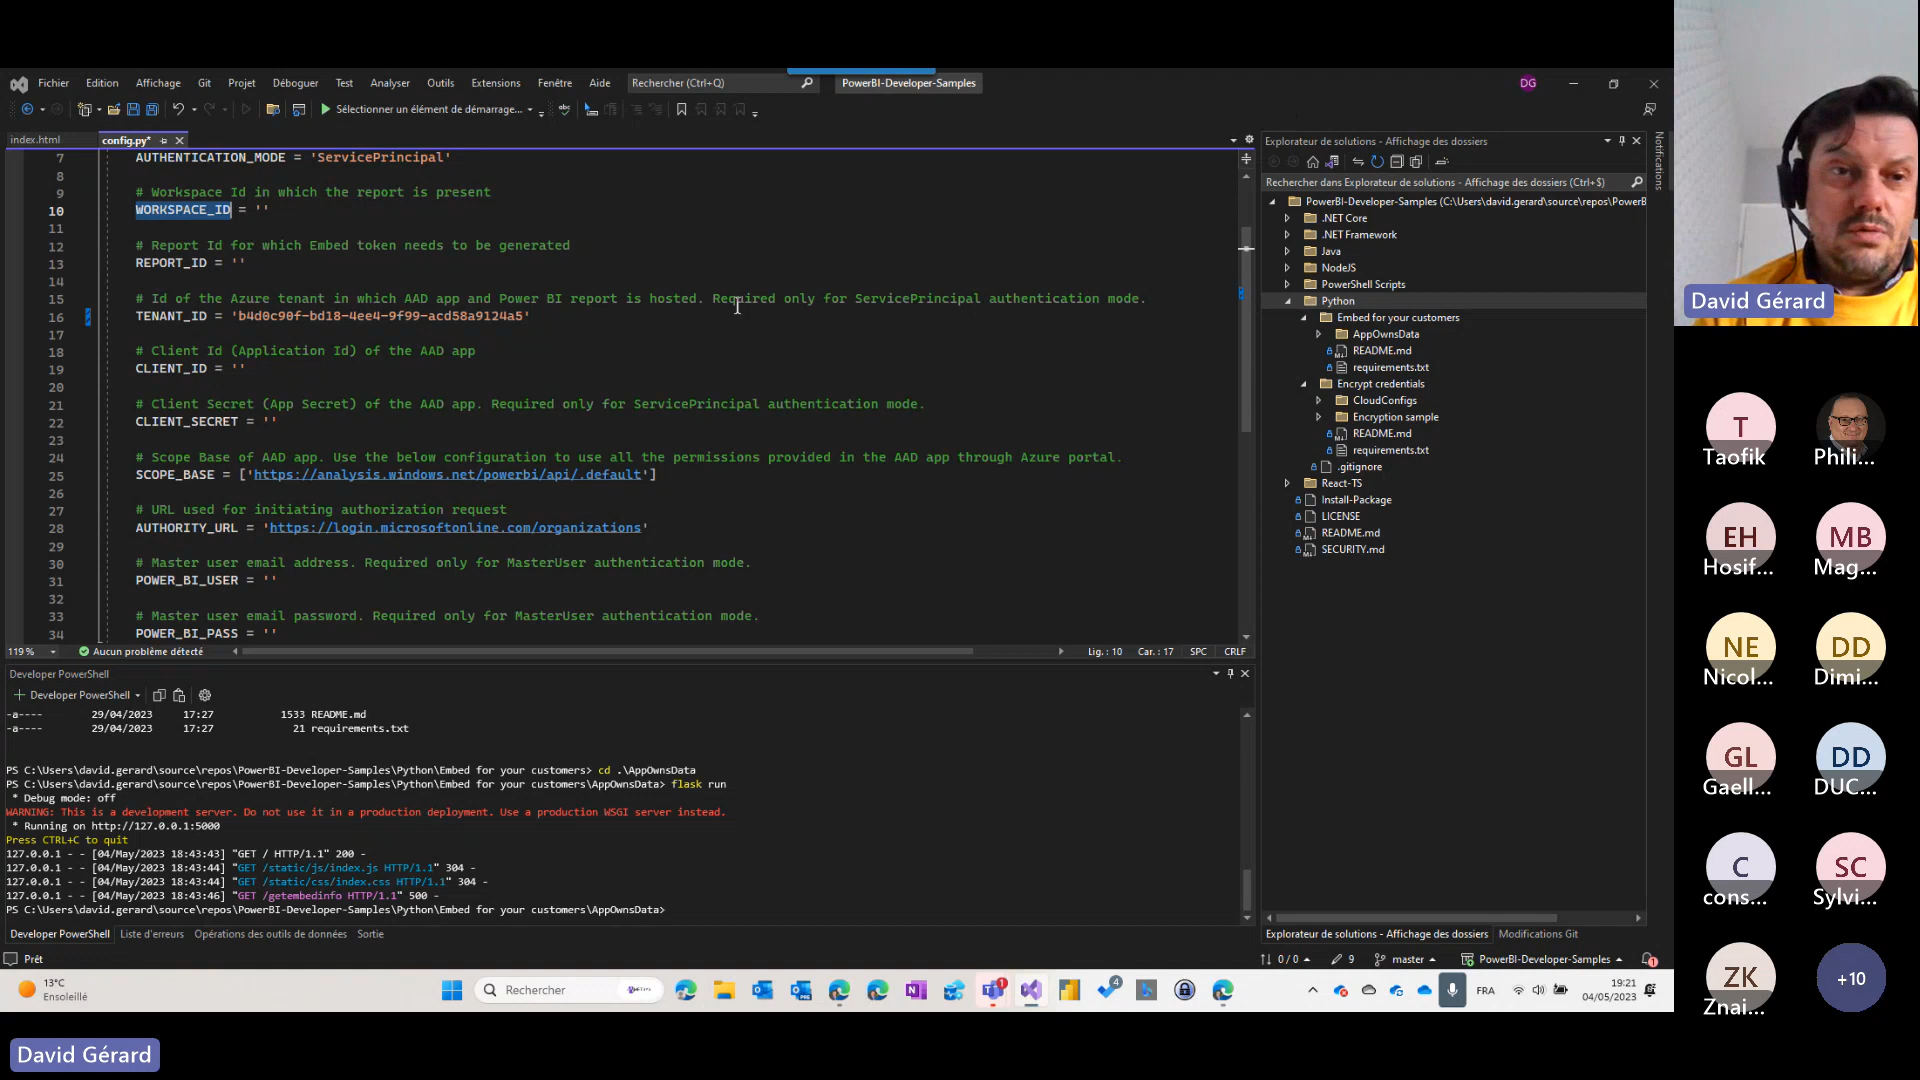 Fichier Edition Affichage Git Projet Déboguer Test Analyser Outils Extensions Fenêtre Aide Rechercher (Ctrl+Q) PowerBI-Developer-Samples DG
Sélectionner un élément de démarrage...
index.html config.py*
7 AUTHENTICATION_MODE = 'ServicePrincipal'
8
9 # Workspace Id in which the report is present
10 WORKSPACE_ID = ''
11
12 # Report Id for which Embed token needs to be generated
13 REPORT_ID = ''
14
15 # Id of the Azure tenant in which AAD app and Power BI report is hosted. Required only for ServicePrincipal authentication mode.
16 TENANT_ID = 'b4d0c90f-bd18-4ee4-9f99-acd58a9124a5'
17
18 # Client Id (Application Id) of the AAD app
19 CLIENT_ID = ''
20
21 # Client Secret (App Secret) of the AAD app. Required only for ServicePrincipal authentication mode.
22 CLIENT_SECRET = ''
23
24 # Scope Base of AAD app. Use the below configuration to use all the permissions provided in the AAD app through Azure portal.
25 SCOPE_BASE = ['https://analysis.windows.net/powerbi/api/.default']
26
27 # URL used for initiating authorization request
28 AUTHORITY_URL = 'https://login.microsoftonline.com/organizations'
29
30 # Master user email address. Required only for MasterUser authentication mode.
31 POWER_BI_USER = ''
32
33 # Master user email password. Required only for MasterUser authentication mode.
34 POWER_BI_PASS = ''
119 % Aucun problème détecté Lig. : 10 Car. : 17 SPC CRLF
Developer PowerShell
Developer PowerShell
-a---- 29/04/2023 17:27 1533 README.md
-a---- 29/04/2023 17:27 21 requirements.txt
PS C:\Users\david.gerard\source\repos\PowerBI-Developer-Samples\Python\Embed for your customers> cd .\AppOwnsData
PS C:\Users\david.gerard\source\repos\PowerBI-Developer-Samples\Python\Embed for your customers\AppOwnsData> flask run
* Debug mode: off
WARNING: This is a development server. Do not use it in a production deployment. Use a production WSGI server instead.
* Running on http://127.0.0.1:5000
Press CTRL+C to quit
127.0.0.1 - - [04/May/2023 18:43:43] "GET / HTTP/1.1" 200 -
127.0.0.1 - - [04/May/2023 18:43:44] "GET /static/js/index.js HTTP/1.1" 304 -
127.0.0.1 - - [04/May/2023 18:43:44] "GET /static/css/index.css HTTP/1.1" 304 -
127.0.0.1 - - [04/May/2023 18:43:46] "GET /getembedinfo HTTP/1.1" 500 -
PS C:\Users\david.gerard\source\repos\PowerBI-Developer-Samples\Python\Embed for your customers\AppOwnsData>
Developer PowerShell Liste d'erreurs Opérations des outils de données Sortie
Explorateur de solutions - Affichage des dossiers
Rechercher dans Explorateur de solutions - Affichage des dossiers (Ctrl+$)
PowerBI-Developer-Samples (C:\Users\david.gerard\source\repos\PowerB
.NET Core
.NET Framework
Java
NodeJS
PowerShell Scripts
Python
Embed for your customers
AppOwnsData
README.md
requirements.txt
Encrypt credentials
CloudConfigs
Encryption sample
README.md
requirements.txt
.gitignore
React-TS
Install-Package
LICENSE
README.md
SECURITY.md
Explorateur de solutions - Affichage des dossiers Modifications Git
Notifications
Prêt
0 / 0 9 master PowerBI-Developer-Samples 1
13°C
Ensoleillé
Rechercher
1
4
FRA
19:21
04/05/2023
David Gérard
David Gérard
T
Taofik
Phili...
EH
Hosif...
MB
Mag...
NE
Nicol...
DD
Dimi...
GL
Gaell...
DD
DUC...
C
cons...
SC
Sylvi...
ZK
Znai...
+10